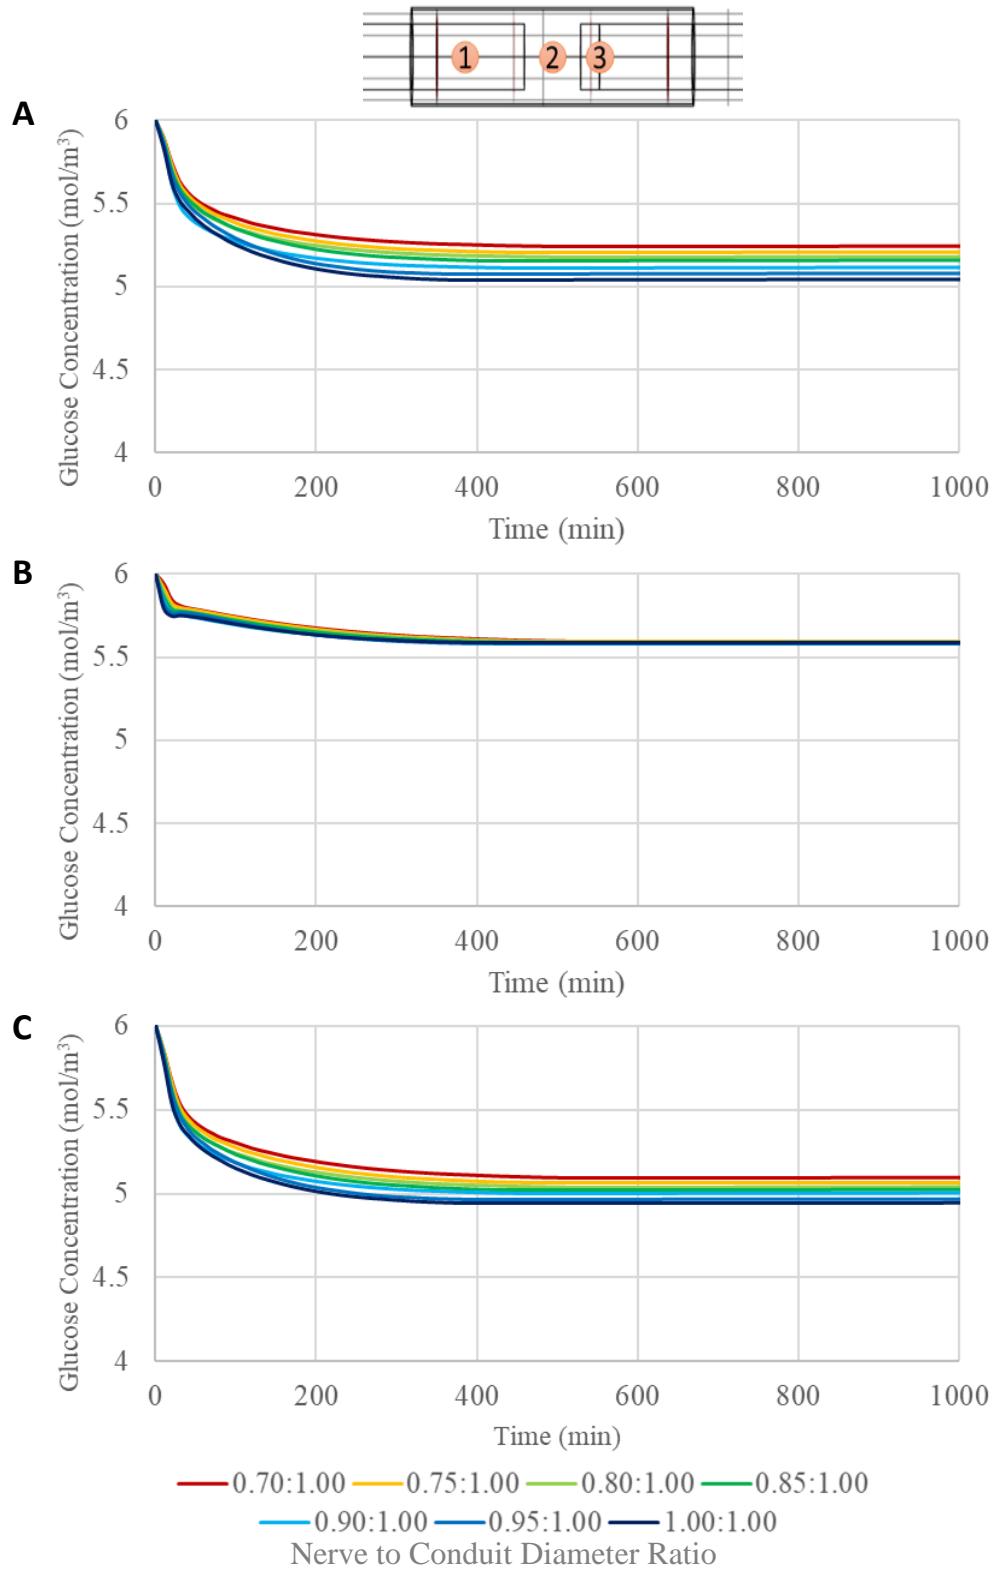 1 2 3
A
Glucose Concentration (mol/m³)
6
5.5
5
4.5
4
0 200 400 600 800 1000
Time (min)
B
Glucose Concentration (mol/m³)
6
5.5
5
4.5
4
0 200 400 600 800 1000
Time (min)
C
Glucose Concentration (mol/m³)
6
5.5
5
4.5
4
0 200 400 600 800 1000
Time (min)
0.70:1.00 0.75:1.00 0.80:1.00 0.85:1.00
0.90:1.00 0.95:1.00 1.00:1.00
Nerve to Conduit Diameter Ratio